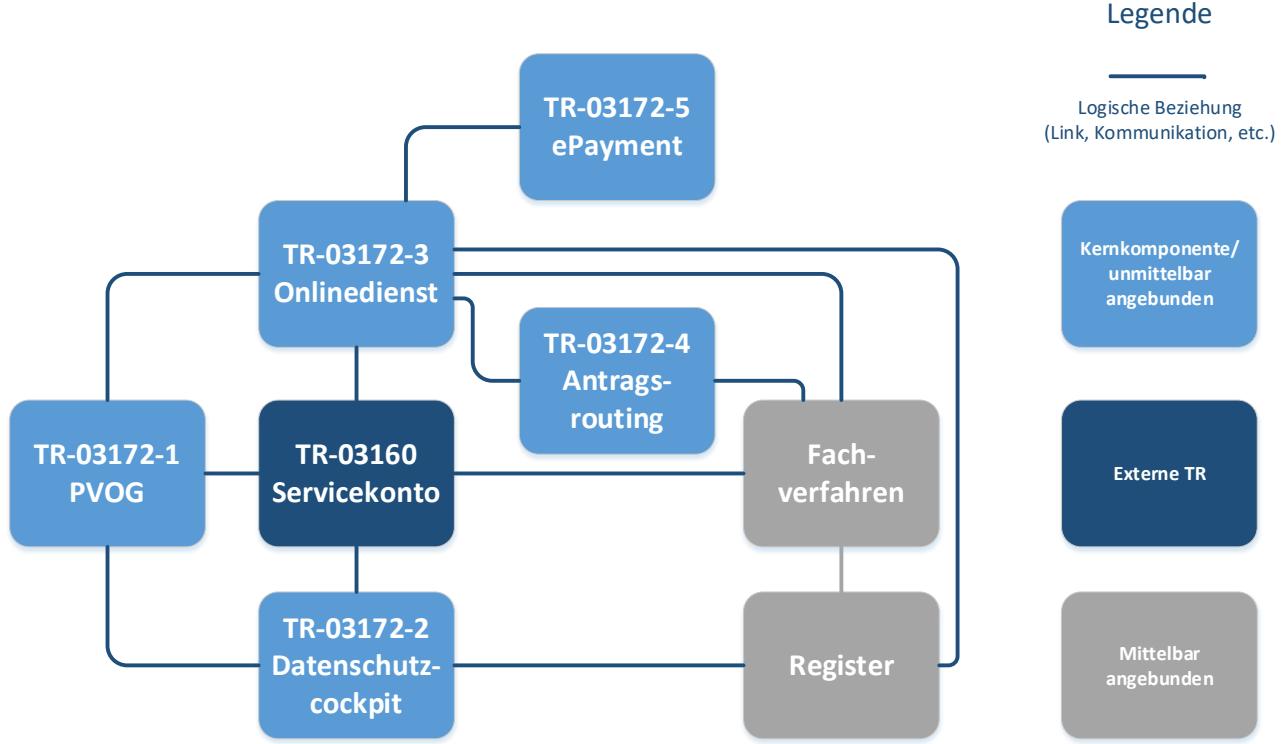 Legende
Logische Beziehung
(Link, Kommunikation, etc.)
TR-03172-5
ePayment
TR-03172-3
Onlinedienst
Kernkomponente/
unmittelbar
angebunden
TR-03172-4
Antrags-
routing
TR-03172-1
PVOG
TR-03160
Servicekonto
Fach-
verfahren
Externe TR
TR-03172-2
Datenschutz-
cockpit
Register
Mittelbar
angebunden